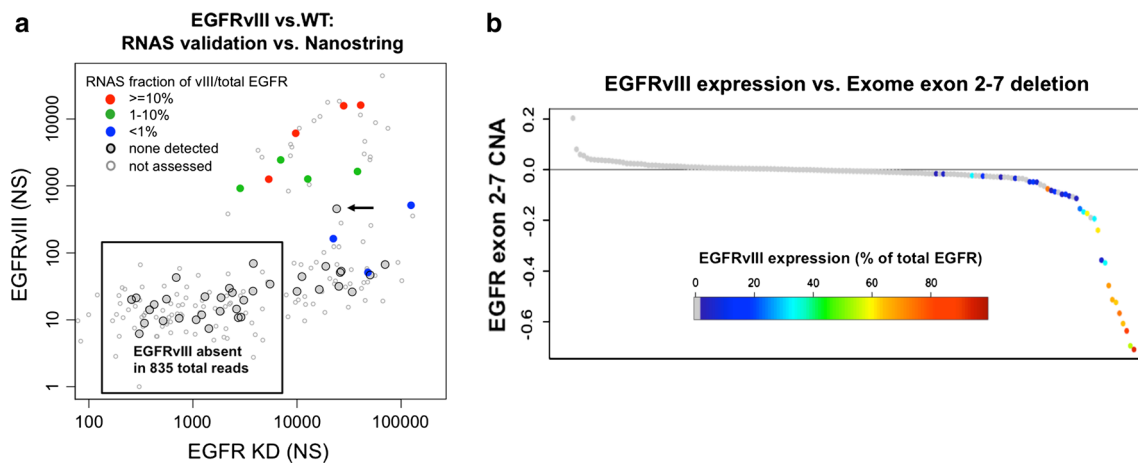 a
EGFRvIII vs.WT:
RNAS validation vs. Nanostring
RNAS fraction of vIII/total EGFR
>=10%
1-10%
<1%
none detected
not assessed
EGFRvIII absent
in 835 total reads
EGFRvIII (NS)
10000
1000
100
10
1
100
1000
10000
100000
EGFR KD (NS)
b
EGFRvIII expression vs. Exome exon 2-7 deletion
EGFR exon 2-7 CNA
0.2
0.0
-0.2
-0.4
-0.6
EGFRvIII expression (% of total EGFR)
0 20 40 60 80